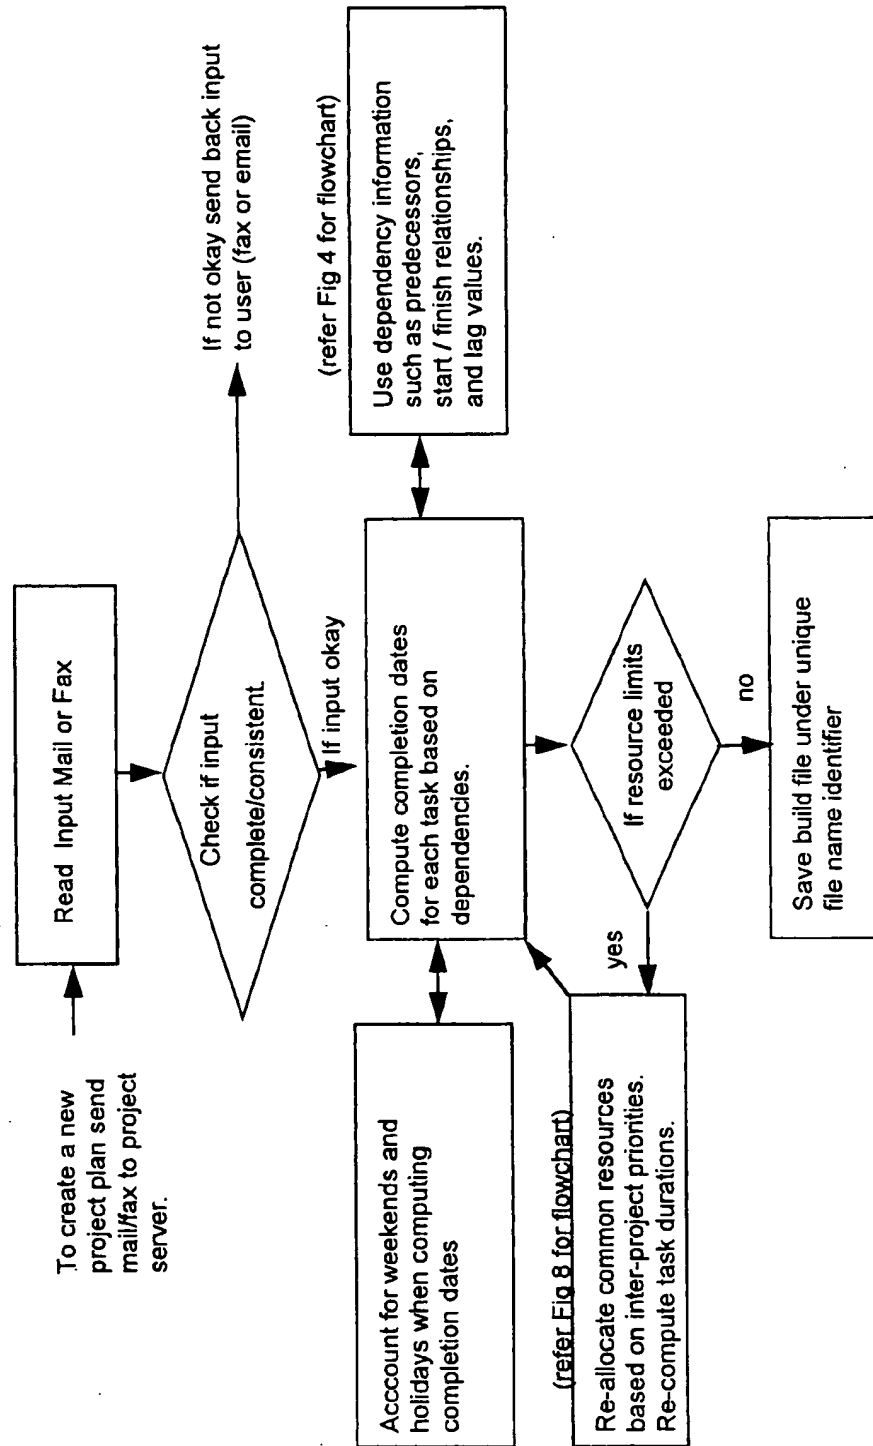 To create a new
project plan send
mail/fax to project
server.
Read Input Mail or Fax
Check if input
complete/consistent.
If not okay send back input
to user (fax or email)
If input okay
Acccount for weekends and
holidays when computing
completion dates
Compute completion dates
for each task based on
dependencies.
(refer Fig 4 for flowchart)
Use dependency information
such as predecessors,
start / finish relationships,
and lag values.
(refer Fig 8 for flowchart)
Re-allocate common resources
based on inter-project priorities.
Re-compute task durations.
yes
If resource limits
exceeded
no
Save build file under unique
file name identifier